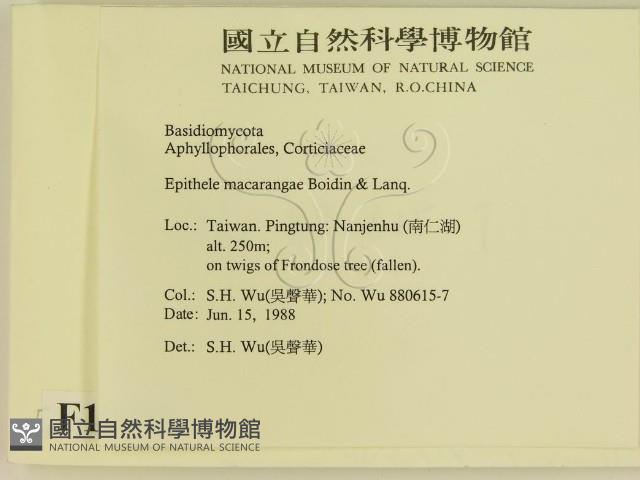 國立自然科學博物館
NATIONAL MUSEUM OF NATURAL SCIENCE
TAICHUNG, TAIWAN, R.O.CHINA
Basidiomycota
Aphyllophorales, Corticiaceae
Epithele macarangae Boidin & Lanq.
Loc.: Taiwan. Pingtung: Nanjenhu (南仁湖)
alt. 250m;
on twigs of Frondose tree (fallen).
Col.: S.H. Wu(吳聲華); No. Wu 880615-7
Date: Jun. 15, 1988
Det.: S.H. Wu(吳聲華)
F1
國立自然科學博物館
NATIONAL MUSEUM OF NATURAL SCIENCE